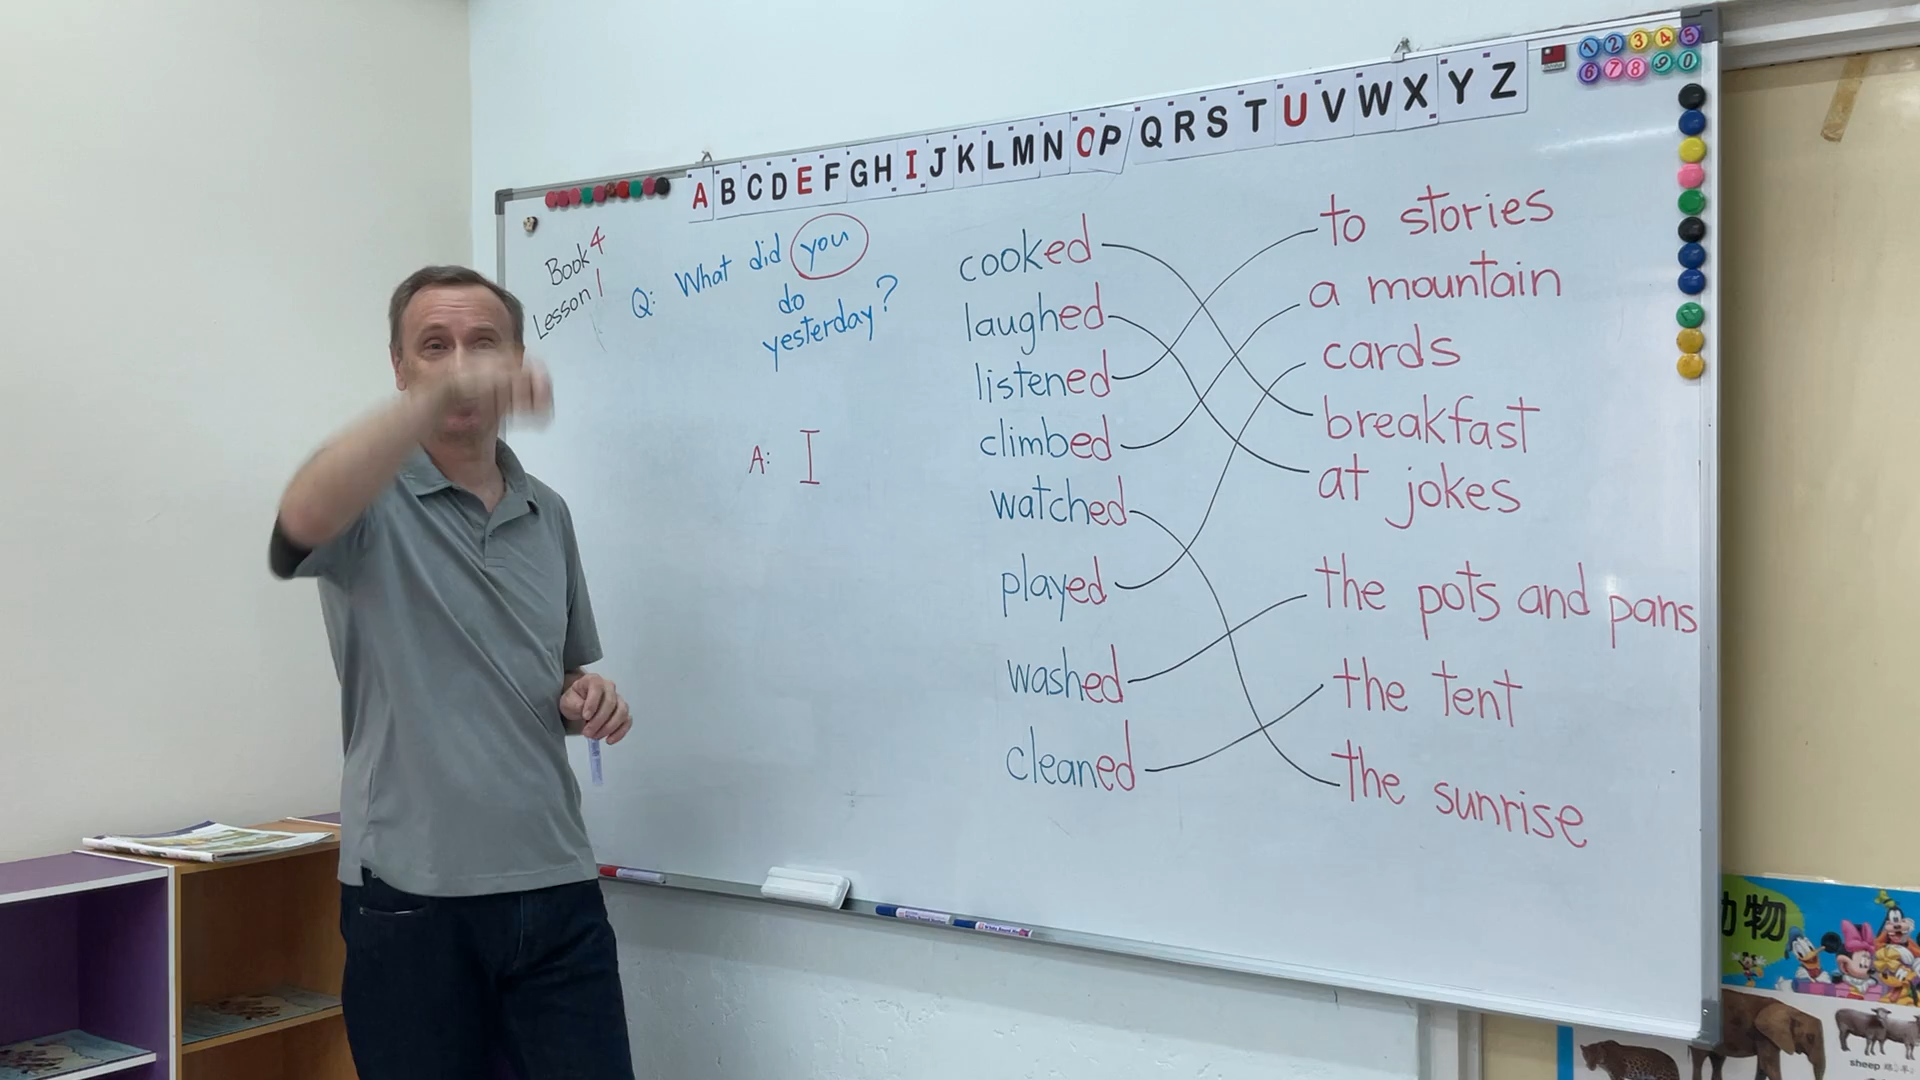 A B C D E F G H I J K L M N O P Q R S T U V W X Y Z
1 2 3 4 5
6 7 8 9 0
Book 4
Lesson 1
Q: What did you
do
yesterday?
A: I
cooked
laughed
listened
climbed
watched
played
washed
cleaned
to stories
a mountain
cards
breakfast
at jokes
the pots and pans
the tent
the sunrise
動物
sheep